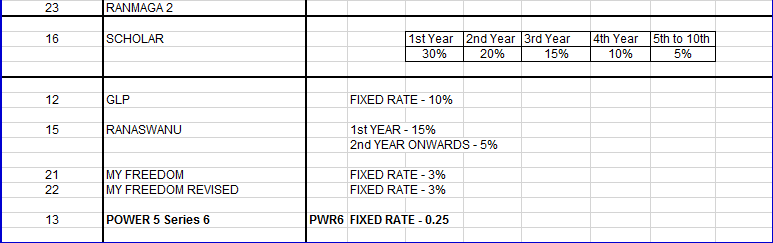 23 RANMAGA 2
16 SCHOLAR 1st Year 2nd Year 3rd Year 4th Year 5th to 10th
30% 20% 15% 10% 5%
12 GLP FIXED RATE - 10%
15 RANASWANU 1st YEAR - 15%
2nd YEAR ONWARDS - 5%
21 MY FREEDOM FIXED RATE - 3%
22 MY FREEDOM REVISED FIXED RATE - 3%
13 POWER 5 Series 6 PWR6 FIXED RATE - 0.25